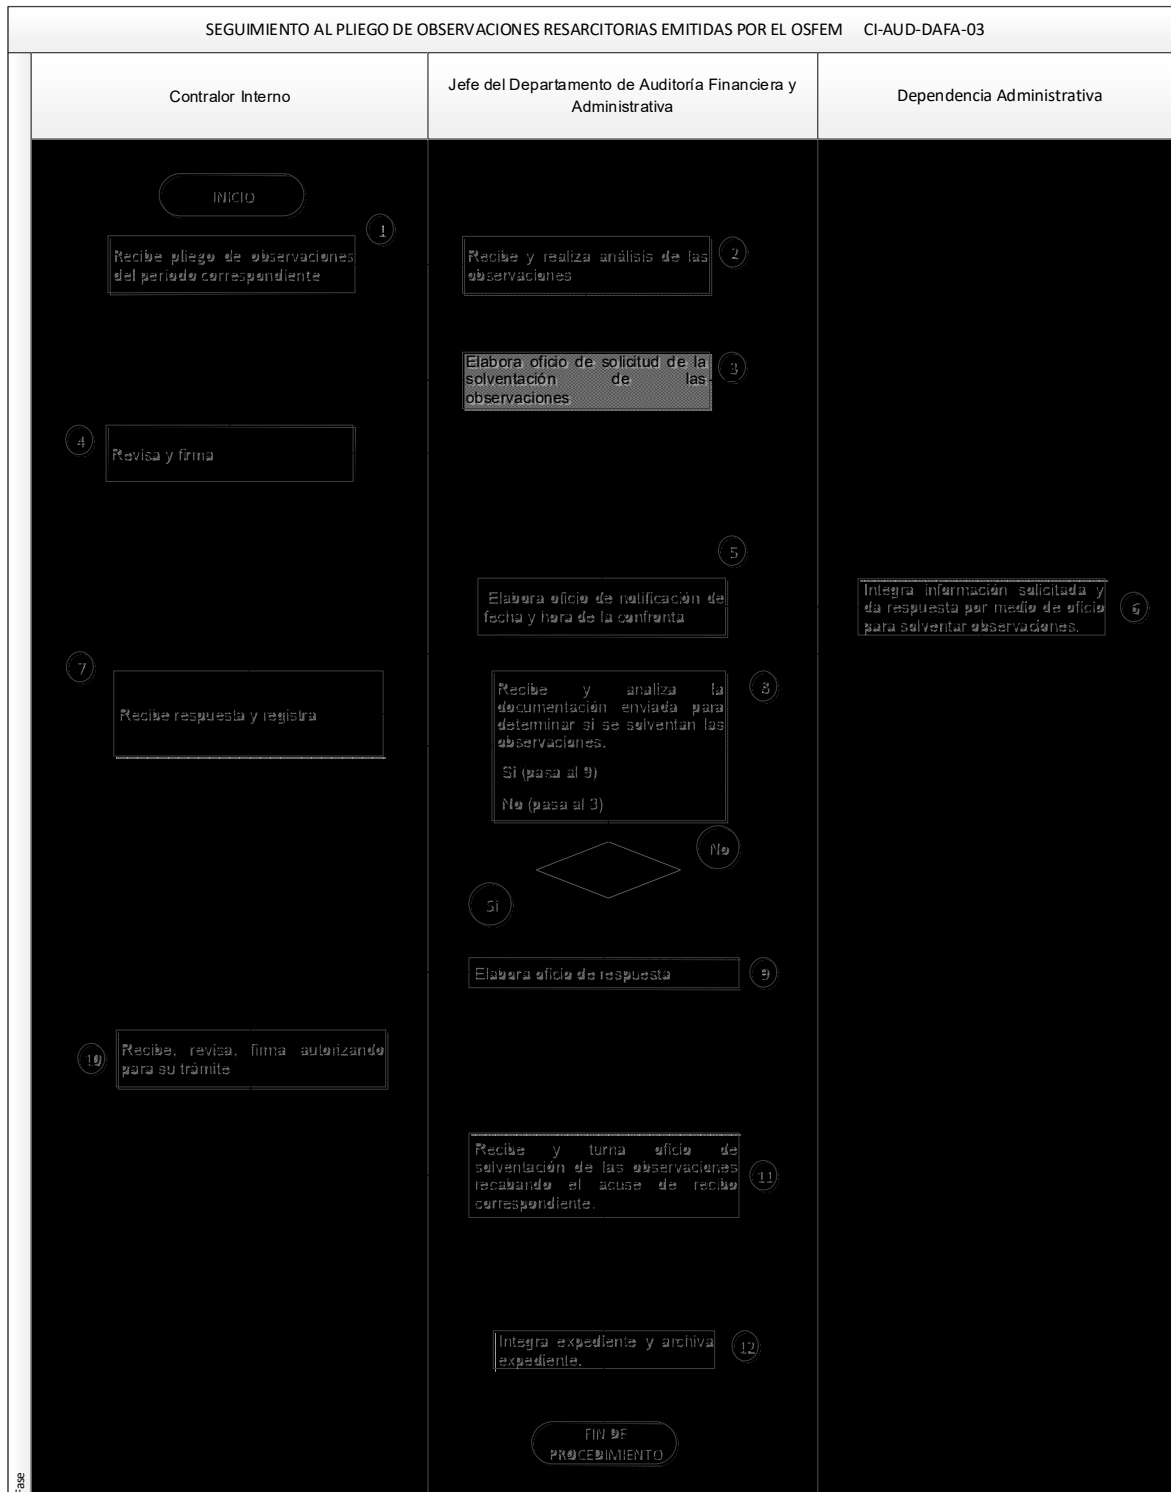 SEGUIMIENTO AL PLIEGO DE OBSERVACIONES RESARCITORIAS EMITIDAS POR EL OSFEM CI-AUD-DAFA-03
Contralor Interno
Jefe del Departamento de Auditoría Financiera y
Administrativa
Dependencia Administrativa
INICIO
1
Recibe pliego de observaciones
del periodo correspondiente
Recibe y realiza análisis de las
observaciones
2
Elabora oficio de solicitud de la
solventación de las
observaciones
3
4
Revisa y firma
5
Elabora oficio de notificación de
fecha y hora de la confronta
Integra información solicitada y
da respuesta por medio de oficio
para solventar observaciones.
6
7
Recibe respuesta y registra
Recibe y analiza la
documentación enviada para
determinar si se solventan las
observaciones.
Si (pasa al 9)
No (pasa al 3)
8
No
Si
Elabora oficio de respuesta
9
10
Recibe, revisa, firma autorizando
para su trámite
Recibe y turna oficio de
solventación de las observaciones
recabando el acuse de recibo
correspondiente.
11
Integra expediente y archiva
expediente.
12
FIN DE
PROCEDIMIENTO
Fase